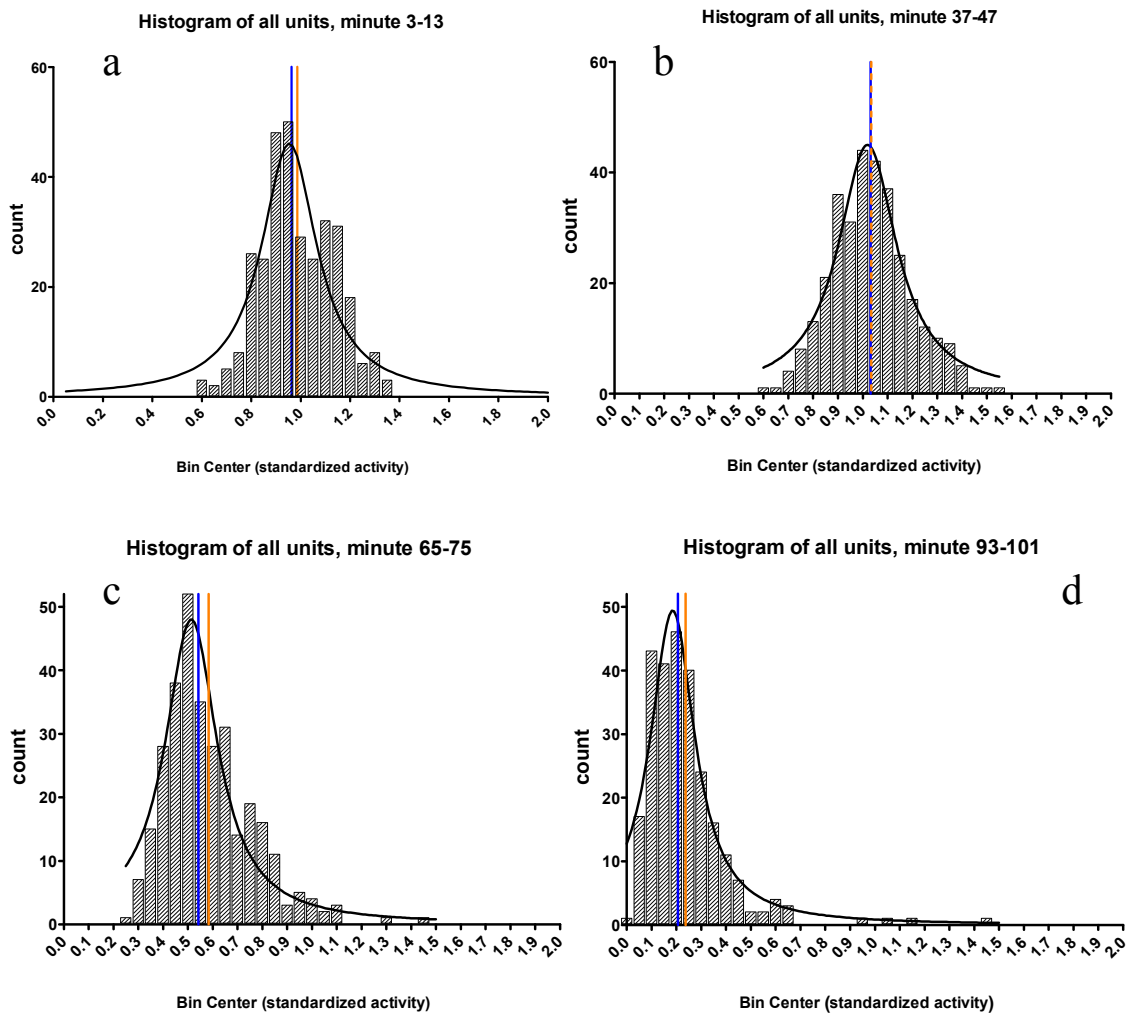 Histogram of all units, minute 3-13
a
60
40
20
0
count
0.0 0.2 0.4 0.6 0.8 1.0 1.2 1.4 1.6 1.8 2.0
Bin Center (standardized activity)
Histogram of all units, minute 37-47
b
60
40
20
0
count
0.0 0.1 0.2 0.3 0.4 0.5 0.6 0.7 0.8 0.9 1.0 1.1 1.2 1.3 1.4 1.5 1.6 1.7 1.8 1.9 2.0
Bin Center (standardized activity)
Histogram of all units, minute 65-75
c
50
40
30
20
10
0
count
0.0 0.1 0.2 0.3 0.4 0.5 0.6 0.7 0.8 0.9 1.0 1.1 1.2 1.3 1.4 1.5 1.6 1.7 1.8 1.9 2.0
Bin Center (standardized activity)
Histogram of all units, minute 93-101
d
50
40
30
20
10
0
count
0.0 0.1 0.2 0.3 0.4 0.5 0.6 0.7 0.8 0.9 1.0 1.1 1.2 1.3 1.4 1.5 1.6 1.7 1.8 1.9 2.0
Bin Center (standardized activity)